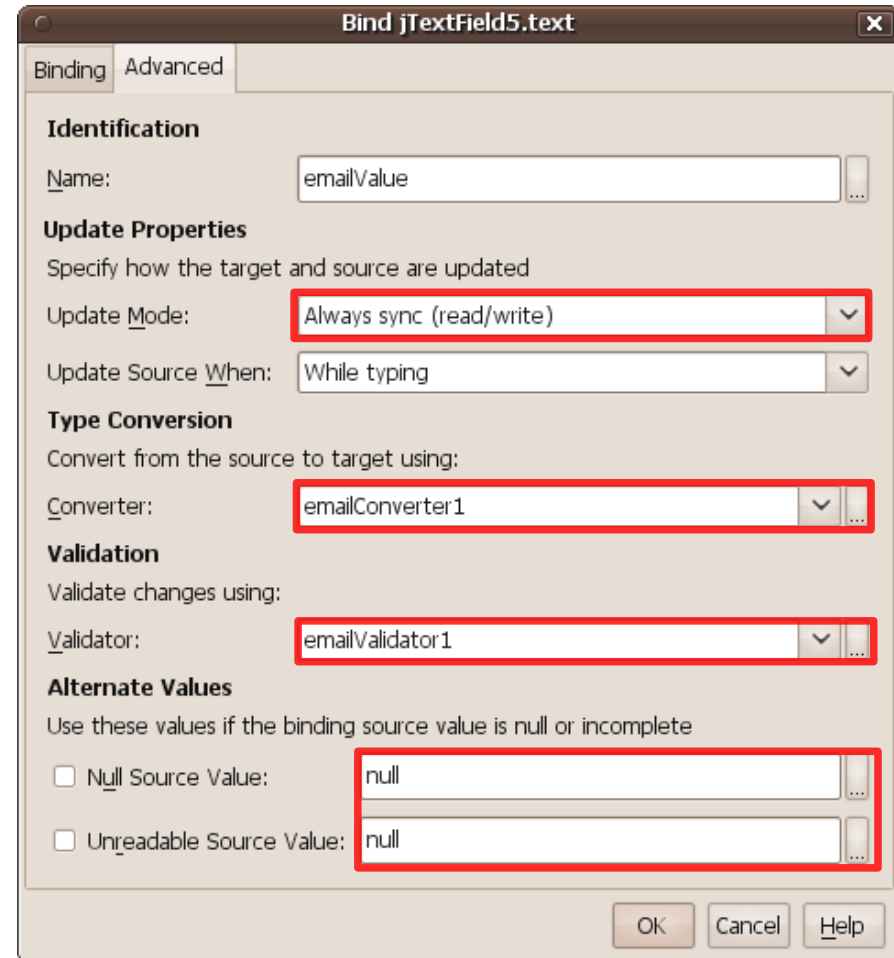 Bind jTextField5.text
Binding Advanced
Identification
Name: emailValue ...
Update Properties
Specify how the target and source are updated
Update Mode: Always sync (read/write)
Update Source When: While typing
Type Conversion
Convert from the source to target using:
Converter: emailConverter1 ...
Validation
Validate changes using:
Validator: emailValidator1 ...
Alternate Values
Use these values if the binding source value is null or incomplete
Null Source Value: null ...
Unreadable Source Value: null ...
OK Cancel Help